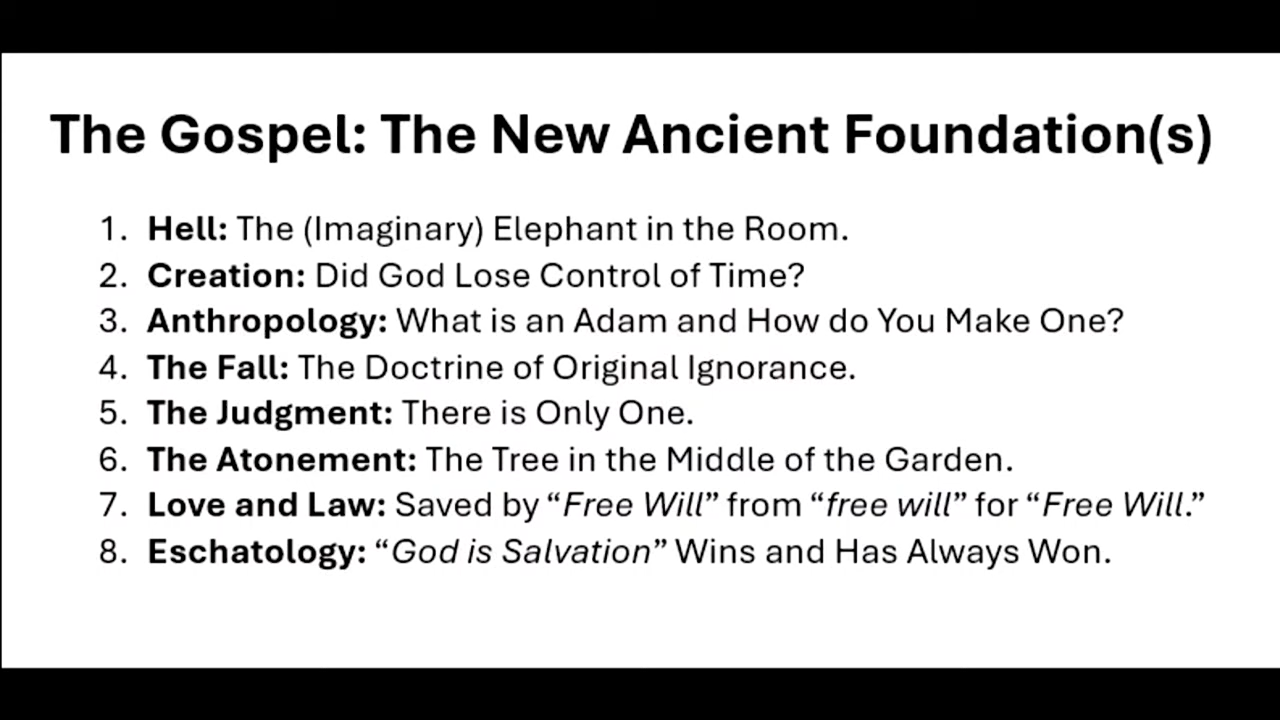 The Gospel: The New Ancient Foundation(s)
1. Hell: The (Imaginary) Elephant in the Room.
2. Creation: Did God Lose Control of Time?
3. Anthropology: What is an Adam and How do You Make One?
4. The Fall: The Doctrine of Original Ignorance.
5. The Judgment: There is Only One.
6. The Atonement: The Tree in the Middle of the Garden.
7. Love and Law: Saved by “Free Will” from “free will” for “Free Will.”
8. Eschatology: “God is Salvation” Wins and Has Always Won.